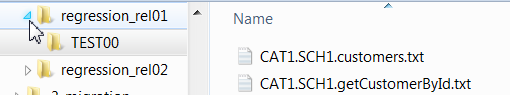 regression_rel01
TEST00
regression_rel02
Name
CAT1.SCH1.customers.txt
CAT1.SCH1.getCustomerById.txt